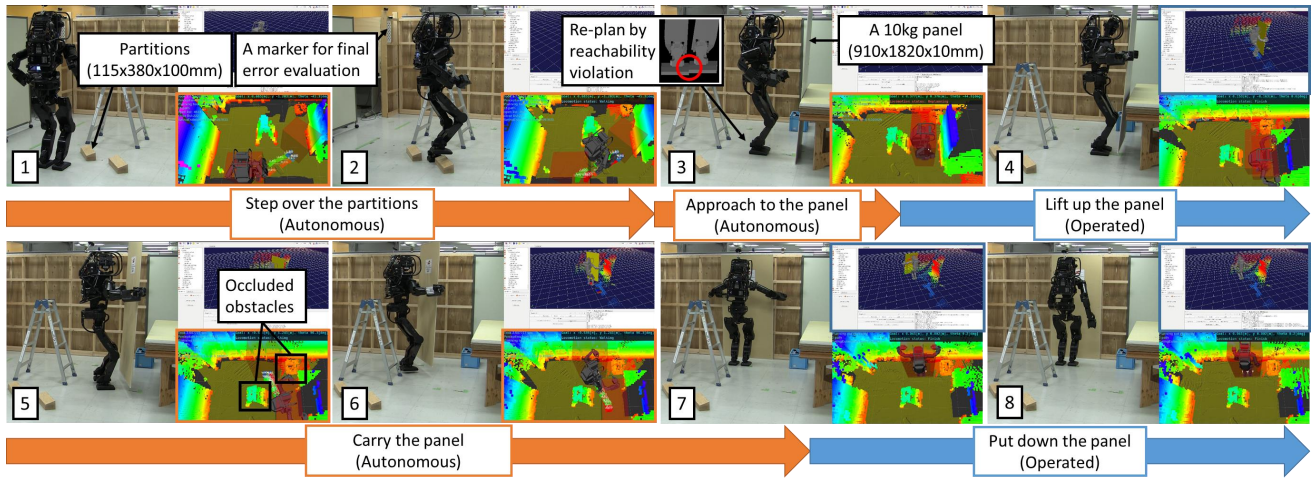 Partitions
(115x380x100mm)
A marker for final
error evaluation
Re-plan by
reachability
violation
A 10kg panel
(910x1820x10mm)
1
2
3
4
Step over the partitions
(Autonomous)
Approach to the panel
(Autonomous)
Lift up the panel
(Operated)
Occluded
obstacles
5
6
7
8
Carry the panel
(Autonomous)
Put down the panel
(Operated)